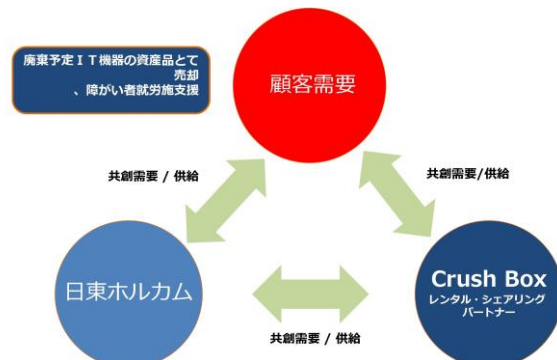 廃棄予定ＩＴ機器の資産品とて
売却
、障がい者就労施支援
顧客需要
共創需要 / 供給
共創需要/供給
日東ホルカム
Crush Box
レンタル・シェアリング
パートナー
共創需要 / 供給